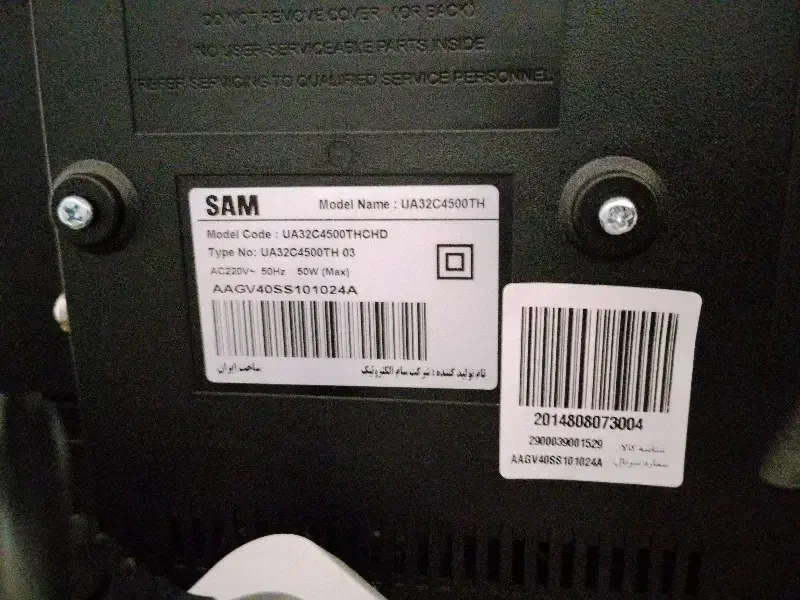 DO NOT REMOVE COVER (OR BACK)
NO USER-SERVICEABLE PARTS INSIDE
REFER SERVICING TO QUALIFIED SERVICE PERSONNEL
SAM Model Name : UA32C4500TH
Model Code : UA32C4500THCHD
Type No: UA32C4500TH 03
AC220V~ 50Hz 50W (Max)
AAGV40SS101024A
نام تولید کننده : شرکت سام الکترونیک ساخت ایران
2014808073004
2900039001529 شناسه کالا
AAGV40SS101024A شماره سریال